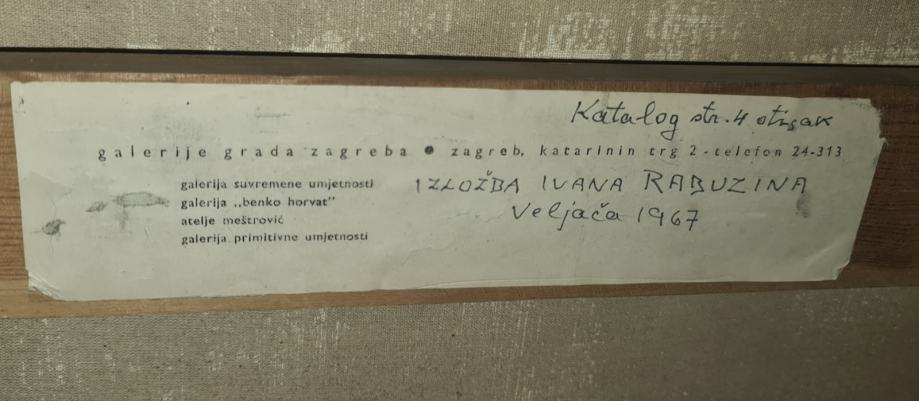 Katalog str. 4 otisak
galerije grada zagreba ● zagreb, katarinin trg 2 - telefon 24-313
galerija suvremene umjetnosti
IZLOŽBA IVANA RABUZINA
galerija „benko horvat"
Veljača 1967
atelje meštrović
galerija primitivne umjetnosti